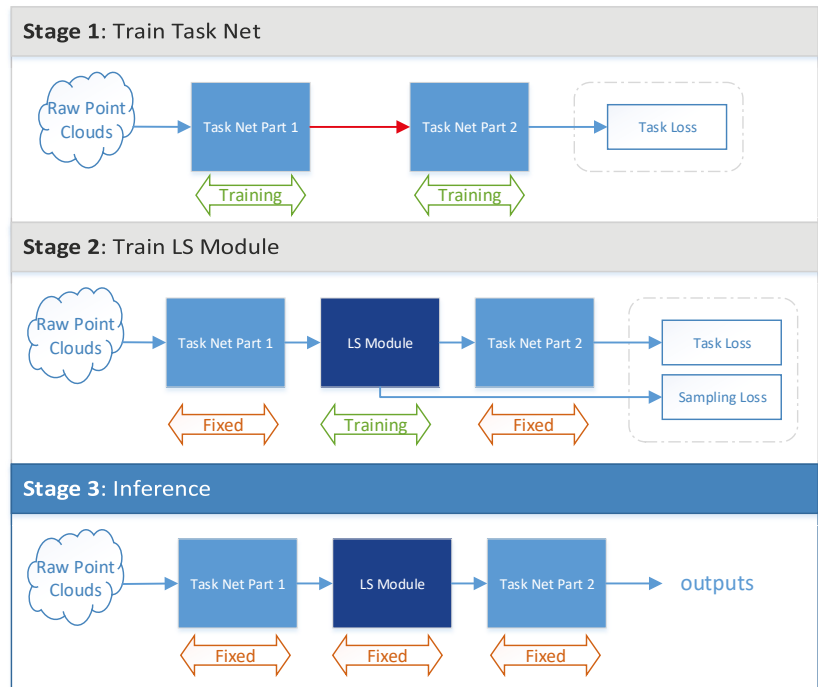 Stage 1: Train Task Net
Raw Point
Clouds
Task Net Part 1
Task Net Part 2
Task Loss
Training
Training
Stage 2: Train LS Module
Raw Point
Clouds
Task Net Part 1
LS Module
Task Net Part 2
Task Loss
Sampling Loss
Fixed
Training
Fixed
Stage 3: Inference
Raw Point
Clouds
Task Net Part 1
LS Module
Task Net Part 2
outputs
Fixed
Fixed
Fixed